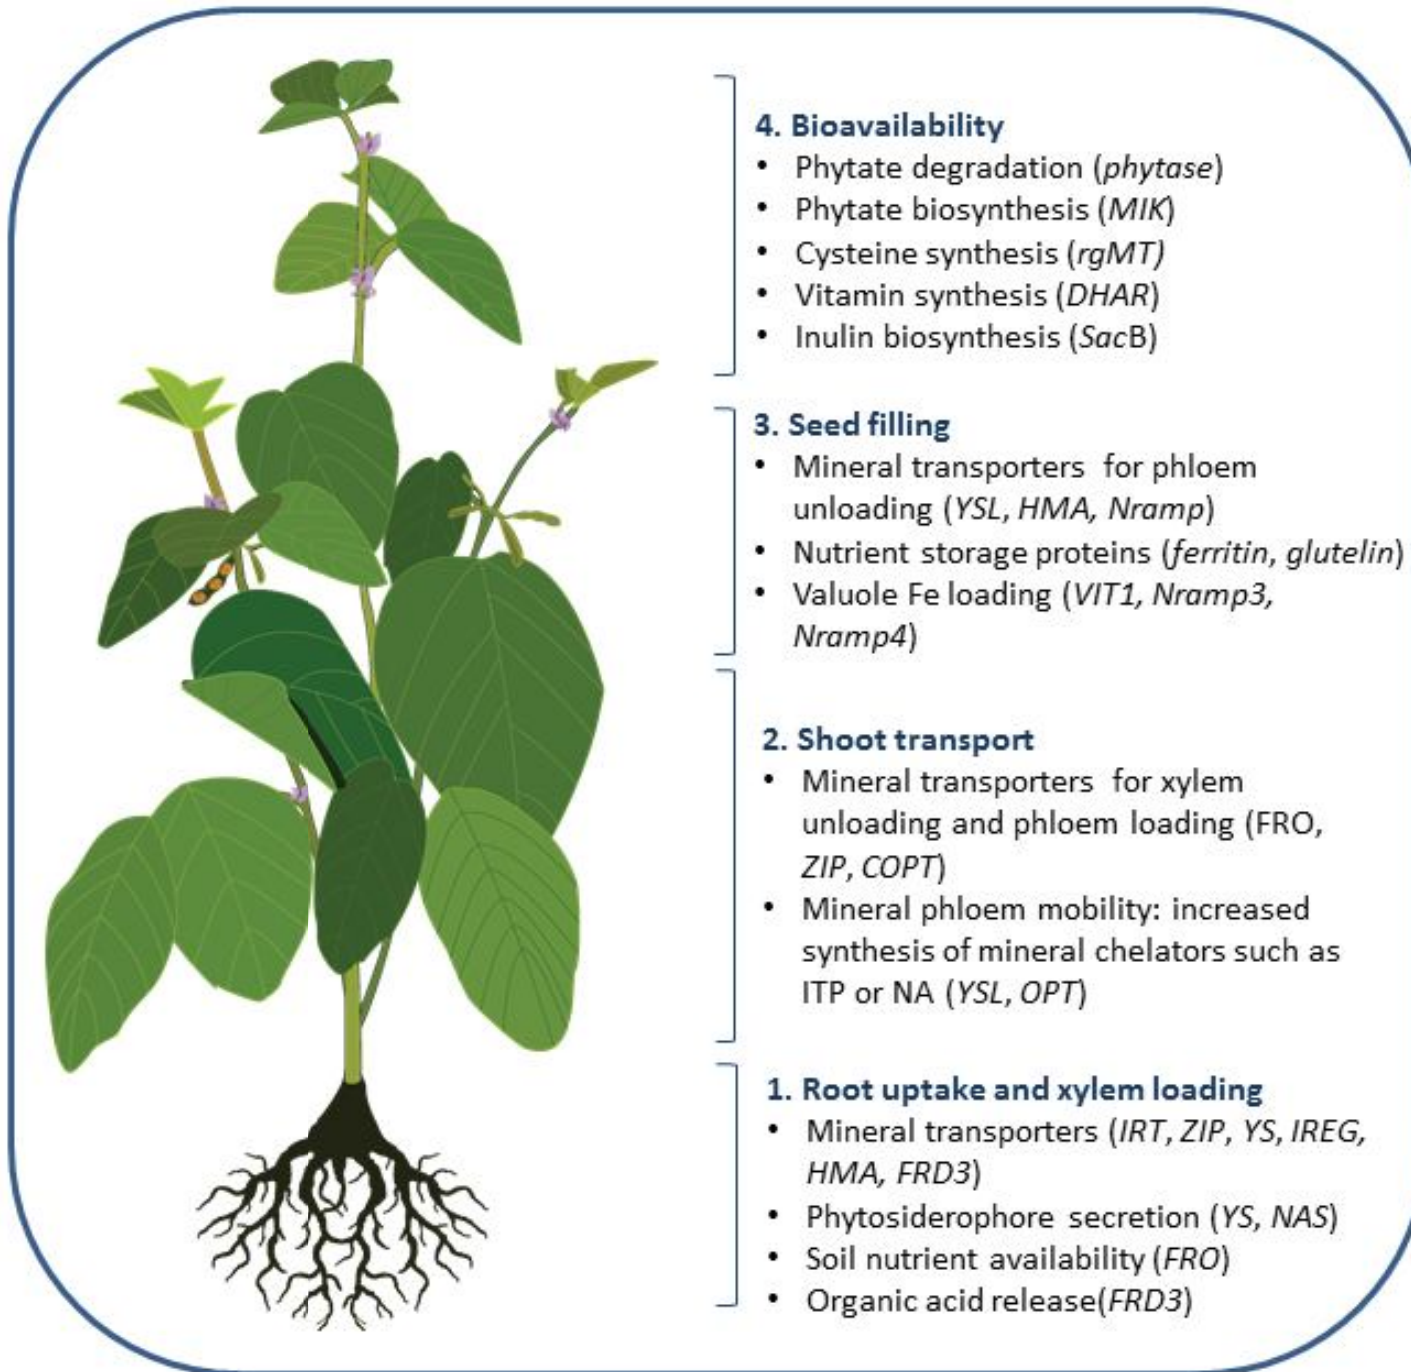 4. Bioavailability
• Phytate degradation (phytase)
• Phytate biosynthesis (MIK)
• Cysteine synthesis (rgMT)
• Vitamin synthesis (DHAR)
• Inulin biosynthesis (SacB)
3. Seed filling
• Mineral transporters for phloem
unloading (YSL, HMA, Nramp)
• Nutrient storage proteins (ferritin, glutelin)
• Valuole Fe loading (VIT1, Nramp3,
Nramp4)
2. Shoot transport
• Mineral transporters for xylem
unloading and phloem loading (FRO,
ZIP, COPT)
• Mineral phloem mobility: increased
synthesis of mineral chelators such as
ITP or NA (YSL, OPT)
1. Root uptake and xylem loading
• Mineral transporters (IRT, ZIP, YS, IREG,
HMA, FRD3)
• Phytosiderophore secretion (YS, NAS)
• Soil nutrient availability (FRO)
• Organic acid release(FRD3)